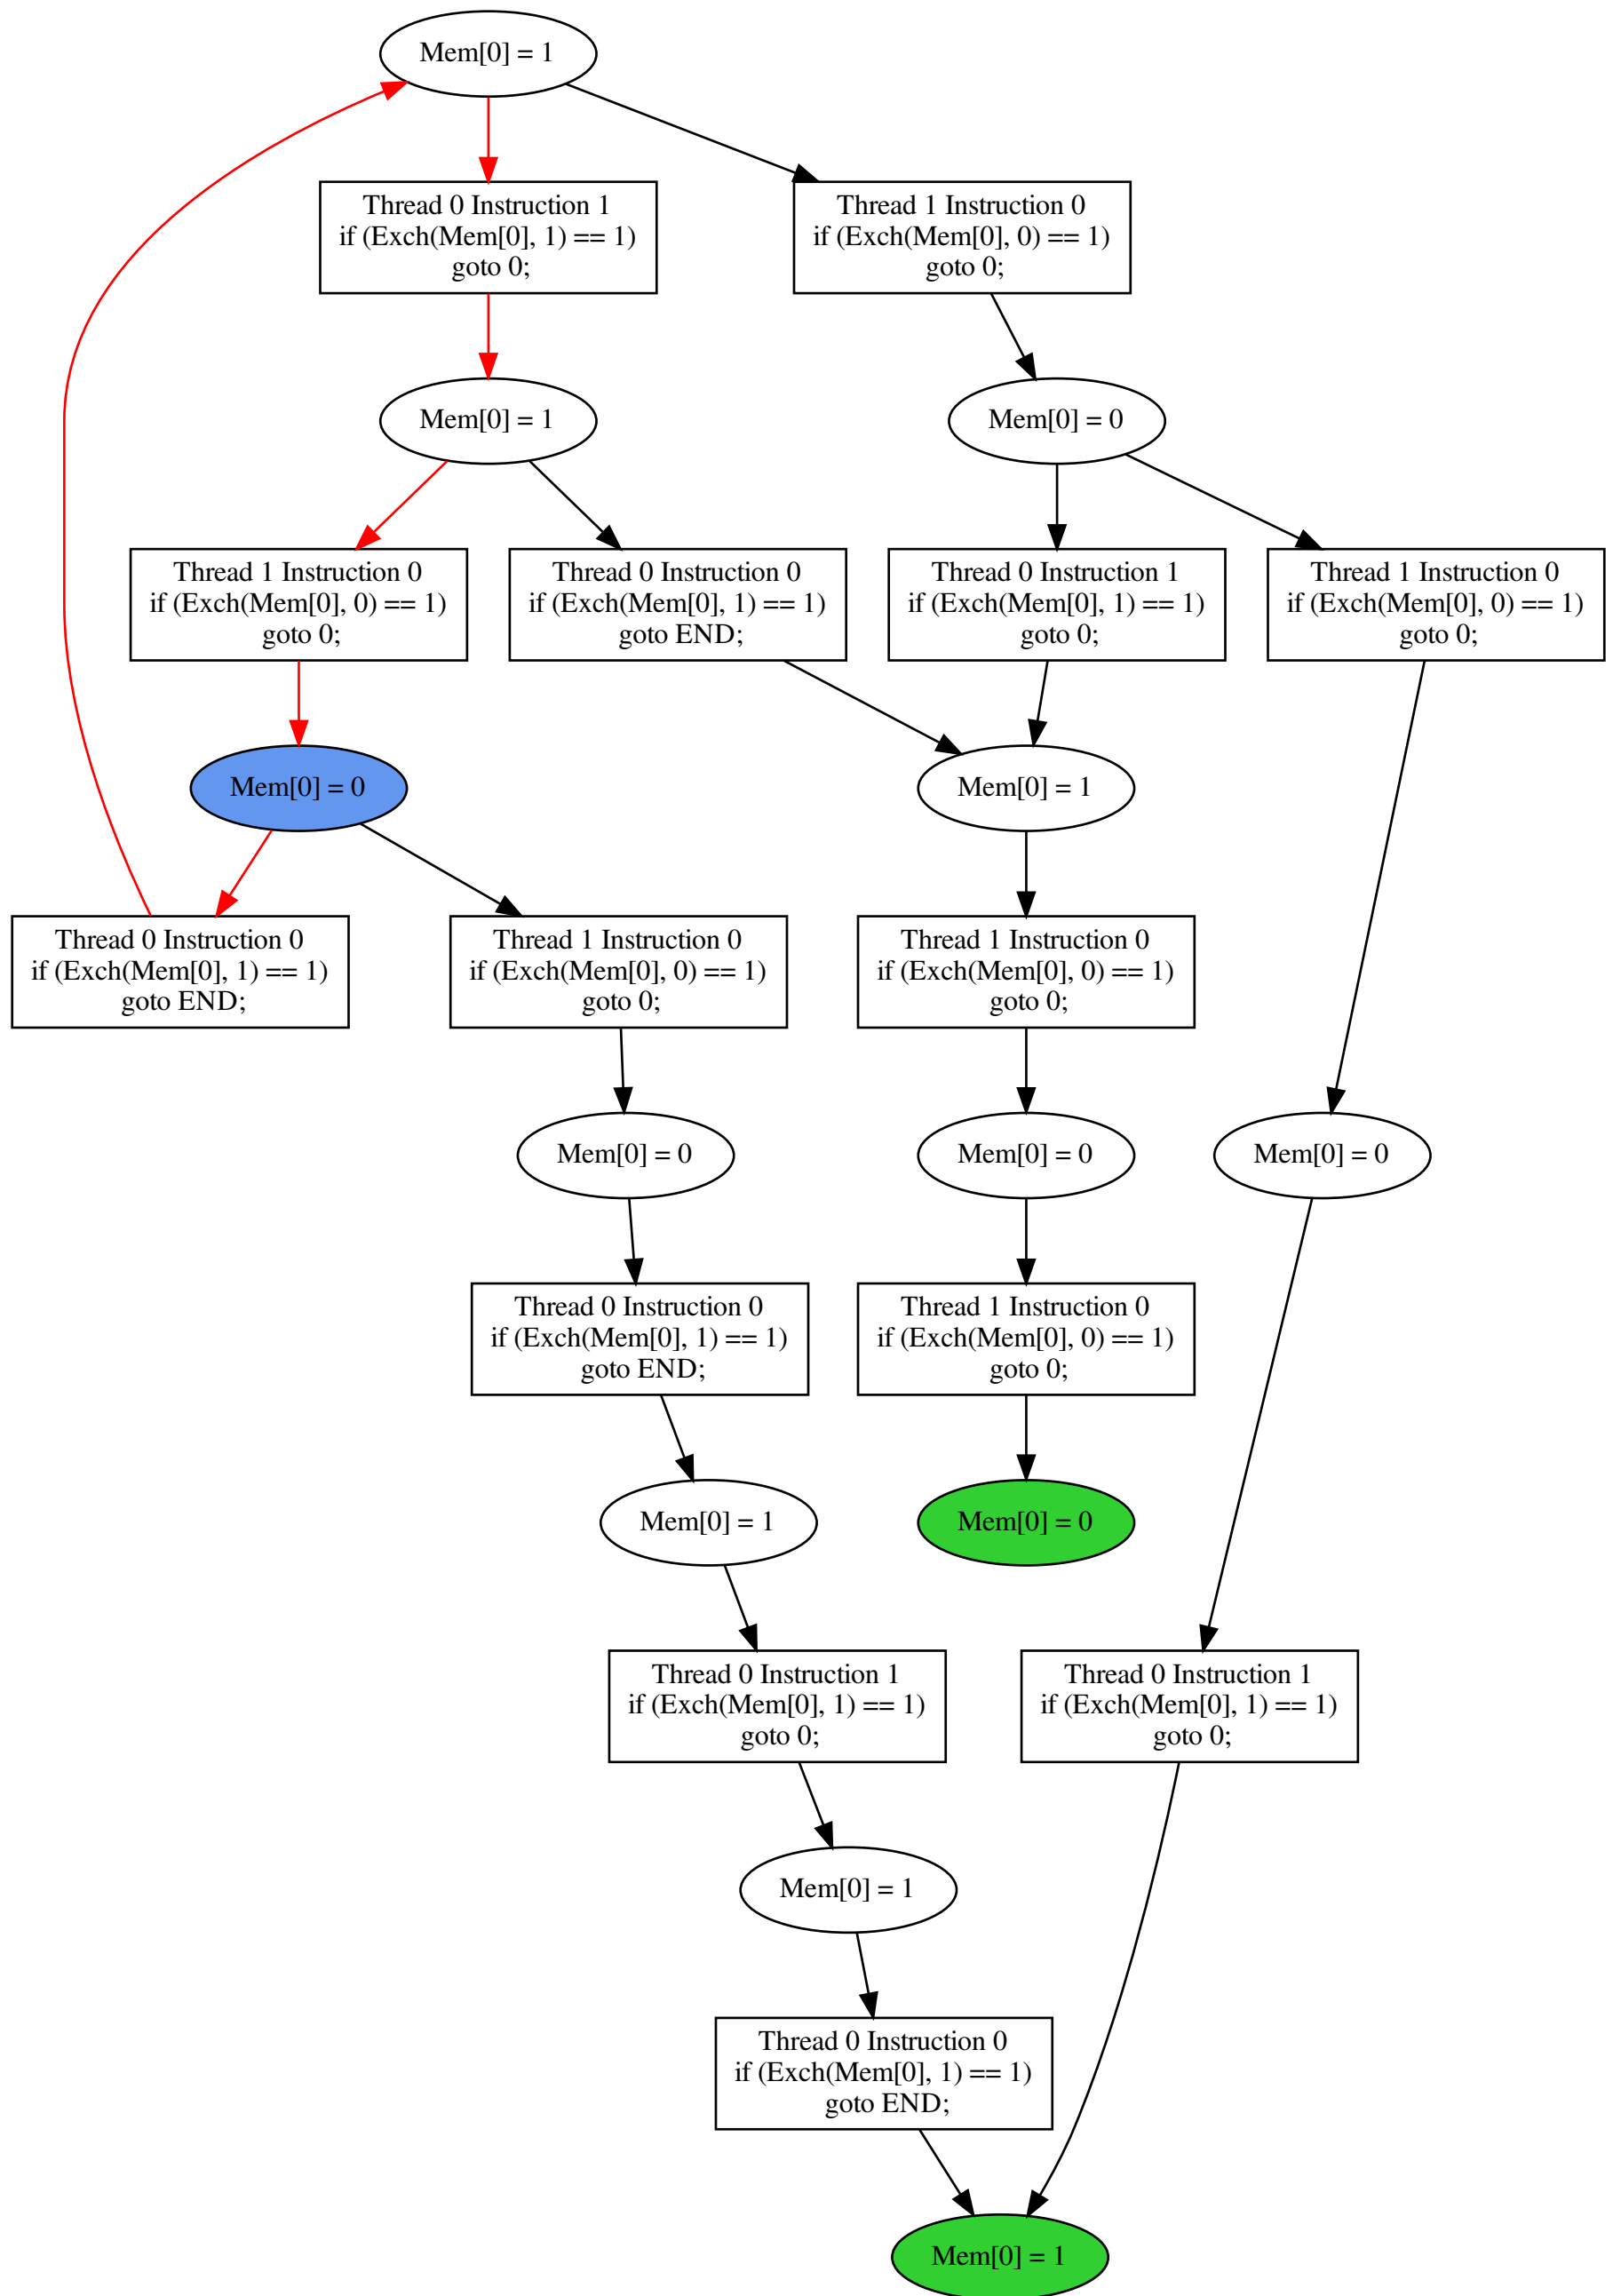 Mem[0] = 1
Thread 0 Instruction 1
if (Exch(Mem[0], 1) == 1)
goto 0;
Thread 1 Instruction 0
if (Exch(Mem[0], 0) == 1)
goto 0;
Mem[0] = 1
Mem[0] = 0
Thread 1 Instruction 0
if (Exch(Mem[0], 0) == 1)
goto 0;
Thread 0 Instruction 0
if (Exch(Mem[0], 1) == 1)
goto END;
Thread 0 Instruction 1
if (Exch(Mem[0], 1) == 1)
goto 0;
Thread 1 Instruction 0
if (Exch(Mem[0], 0) == 1)
goto 0;
Mem[0] = 0
Mem[0] = 1
Thread 0 Instruction 0
if (Exch(Mem[0], 1) == 1)
goto END;
Thread 1 Instruction 0
if (Exch(Mem[0], 0) == 1)
goto 0;
Thread 1 Instruction 0
if (Exch(Mem[0], 0) == 1)
goto 0;
Mem[0] = 0
Mem[0] = 0
Mem[0] = 0
Thread 0 Instruction 0
if (Exch(Mem[0], 1) == 1)
goto END;
Thread 1 Instruction 0
if (Exch(Mem[0], 0) == 1)
goto 0;
Mem[0] = 1
Mem[0] = 0
Thread 0 Instruction 1
if (Exch(Mem[0], 1) == 1)
goto 0;
Thread 0 Instruction 1
if (Exch(Mem[0], 1) == 1)
goto 0;
Mem[0] = 1
Thread 0 Instruction 0
if (Exch(Mem[0], 1) == 1)
goto END;
Mem[0] = 1